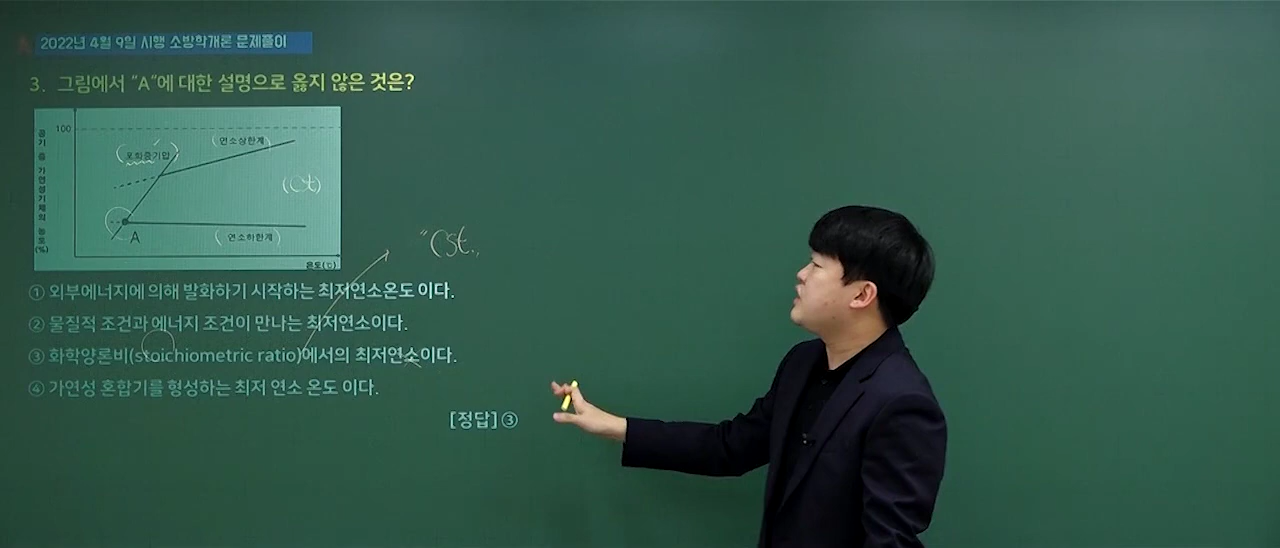 2022년 4월 9일 시행 소방학개론 문제풀이
3. 그림에서 "A"에 대한 설명으로 옳지 않은 것은?
100
(연소상한계)
(포화증기압)
(Cst)
공기 중 가연성기체의 농도(%)
A
(연소하한계)
온도(℃)
"Cst.,
① 외부에너지에 의해 발화하기 시작하는 최저연소온도 이다.
② 물질적 조건과 에너지 조건이 만나는 최저연소이다.
③ 화학양론비(stoichiometric ratio)에서의 최저연소이다.
④ 가연성 혼합기를 형성하는 최저 연소 온도 이다.
[정답] ③